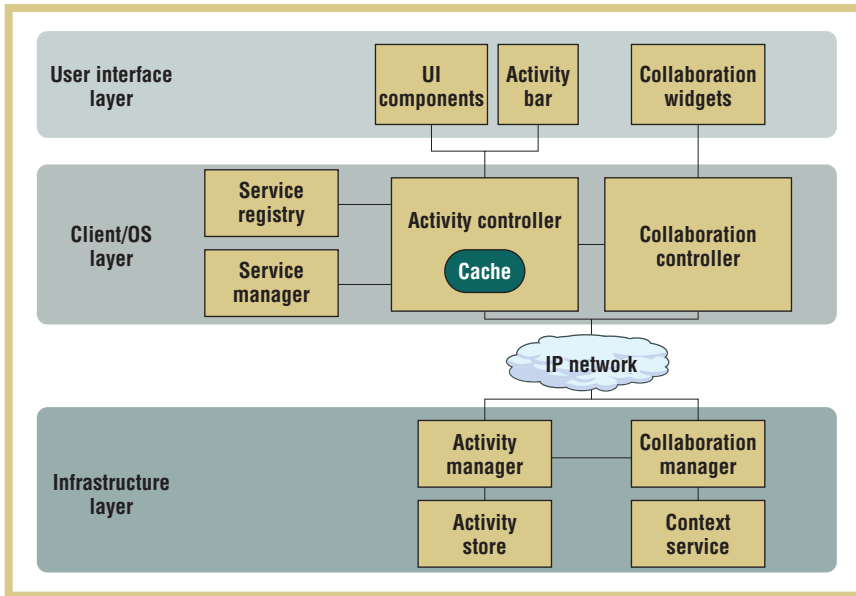 User interface
layer
UI
components
Activity
bar
Collaboration
widgets
Client/OS
layer
Service
registry
Service
manager
Activity controller
Cache
Collaboration
controller
IP network
Infrastructure
layer
Activity
manager
Collaboration
manager
Activity
store
Context
service